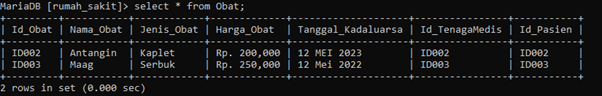 MariaDB [rumah_sakit]> select * from Obat;
+---------+-----------+------------+-------------+--------------------+----------------+-----------+
| Id_Obat | Nama_Obat | Jenis_Obat | Harga_Obat  | Tanggal_Kadaluarsa | Id_TenagaMedis | Id_Pasien |
+---------+-----------+------------+-------------+--------------------+----------------+-----------+
| ID002   | Antangin  | Kaplet     | Rp. 200,000 | 12 MEI 2023        | ID002          | ID002     |
| ID003   | Maag      | Serbuk     | Rp. 250,000 | 12 Mei 2022        | ID003          | ID003     |
+---------+-----------+------------+-------------+--------------------+----------------+-----------+
2 rows in set (0.000 sec)